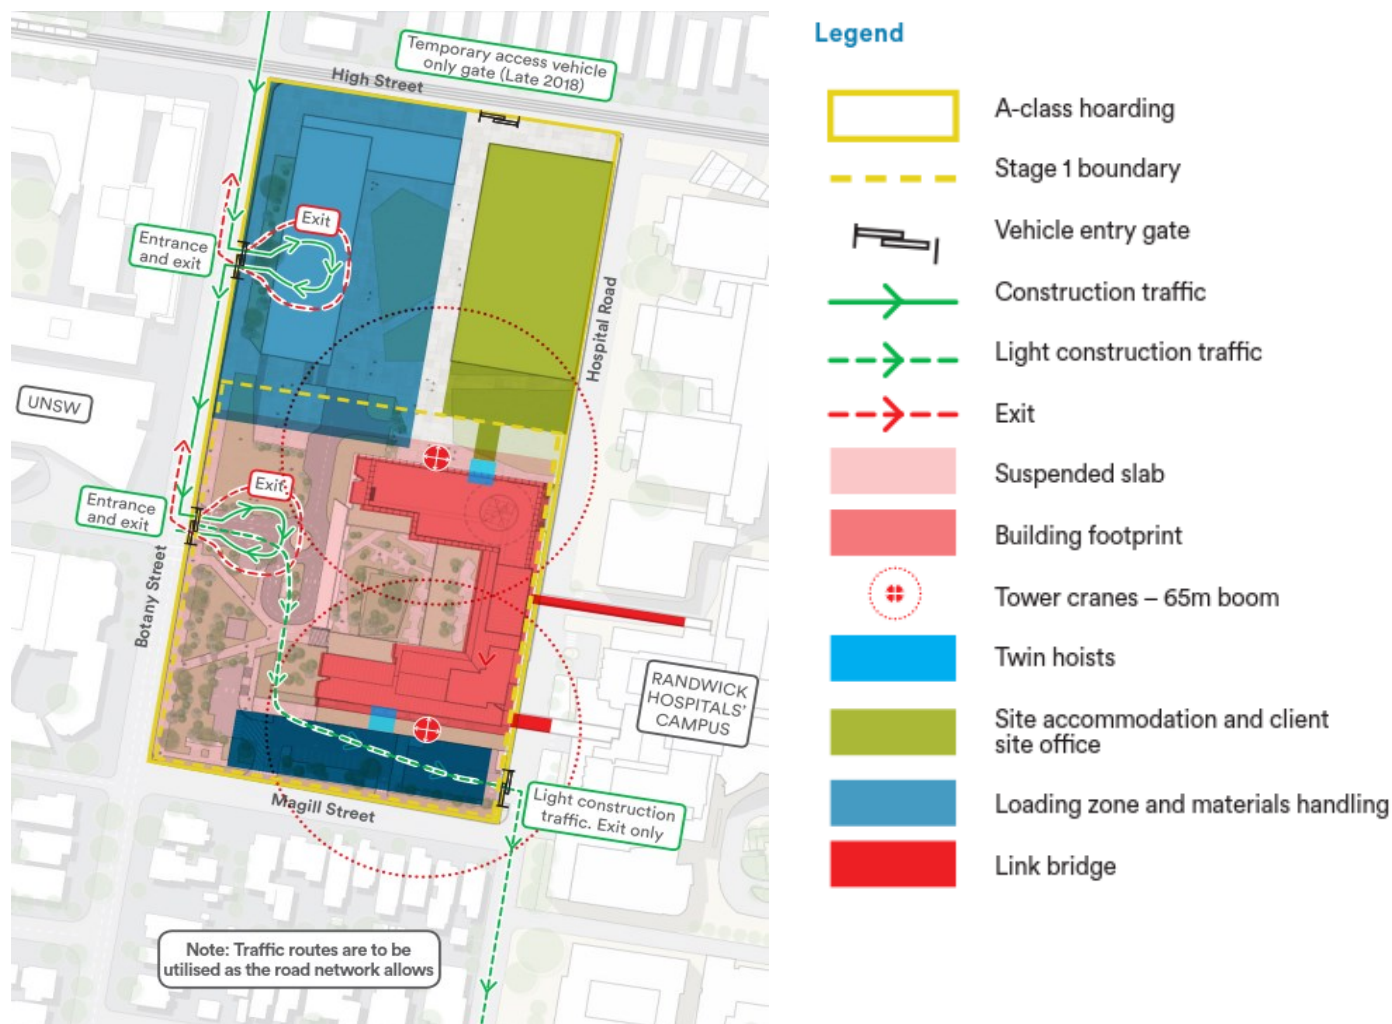 Temporary access vehicle
only gate (Late 2018)
High Street
Exit
Entrance
and exit
Hospital Road
UNSW
Exit
Entrance
and exit
Botany Street
RANDWICK
HOSPITALS'
CAMPUS
Magill Street
Light construction
traffic. Exit only
Note: Traffic routes are to be
utilised as the road network allows
Legend
A-class hoarding
Stage 1 boundary
Vehicle entry gate
Construction traffic
Light construction traffic
Exit
Suspended slab
Building footprint
Tower cranes – 65m boom
Twin hoists
Site accommodation and client
site office
Loading zone and materials handling
Link bridge